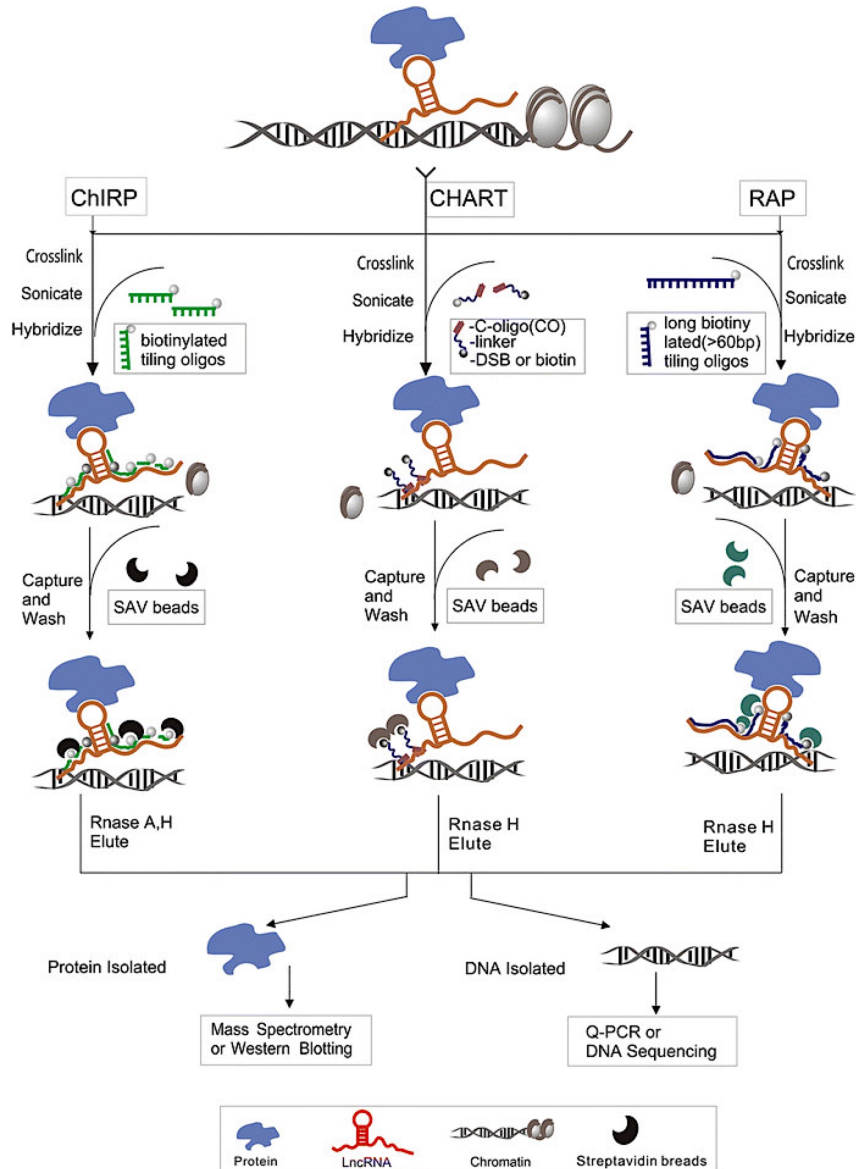 ChIRP
CHART
RAP
Crosslink
Sonicate
Hybridize
biotinylated
tiling oligos
Crosslink
Sonicate
Hybridize
-C-oligo(CO)
-linker
-DSB or biotin
long biotiny
lated(>60bp)
tiling oligos
Crosslink
Sonicate
Hybridize
Capture
and
Wash
SAV beads
Capture
and
Wash
SAV beads
SAV beads
Capture
and
Wash
Rnase A,H
Elute
Rnase H
Elute
Rnase H
Elute
Protein Isolated
DNA Isolated
Mass Spectrometry
or Western Blotting
Q-PCR or
DNA Sequencing
Protein
LncRNA
Chromatin
Streptavidin breads